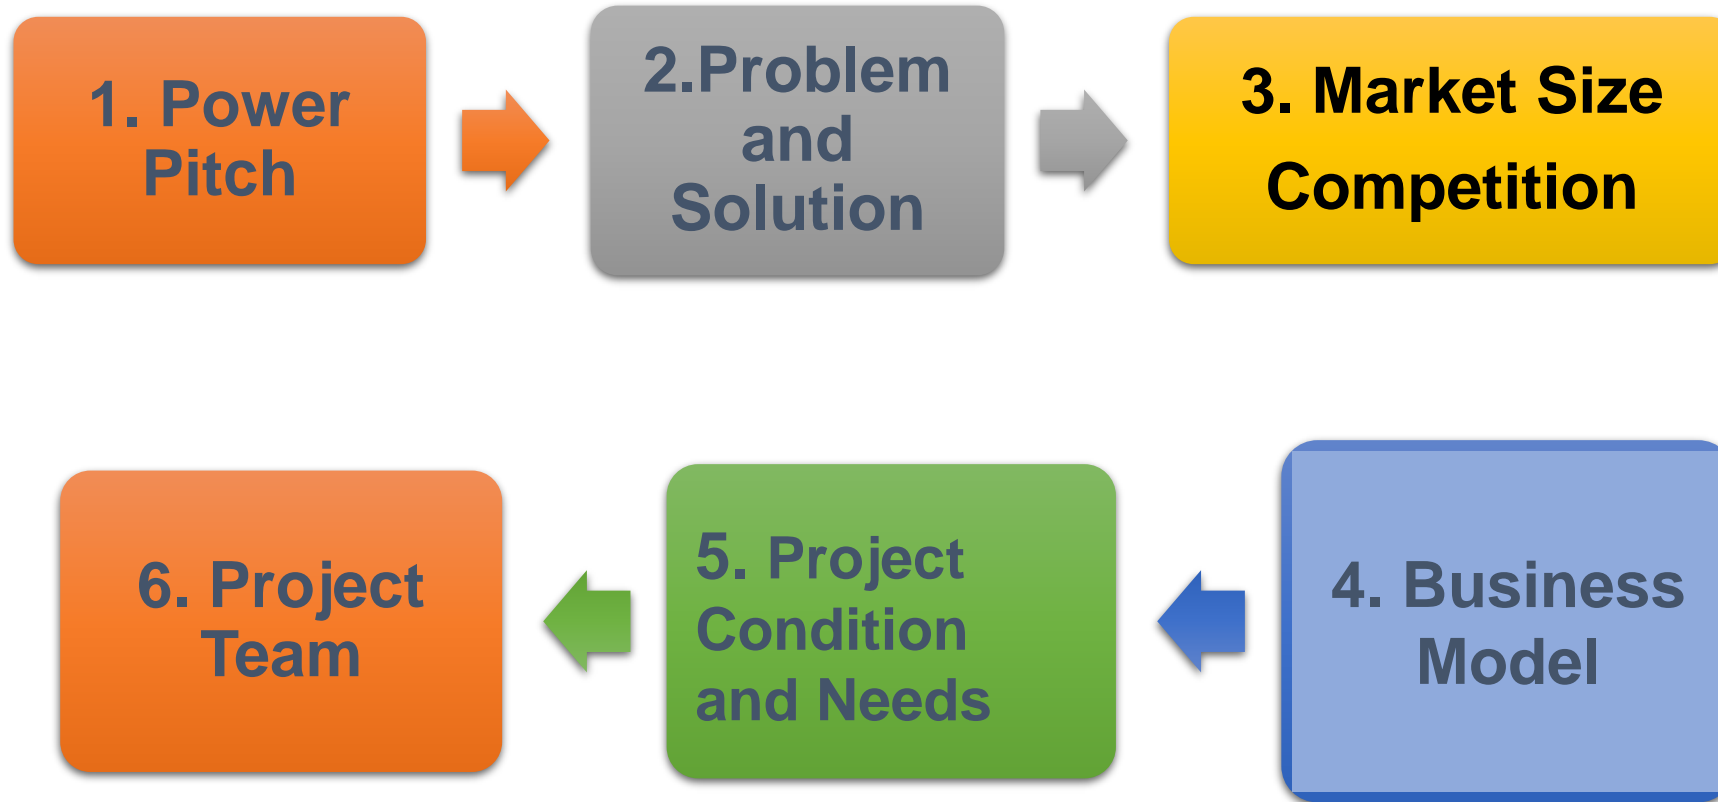 1. Power
Pitch
2.Problem
and
Solution
3. Market Size
Competition
4. Business
Model
5. Project
Condition
and Needs
6. Project
Team